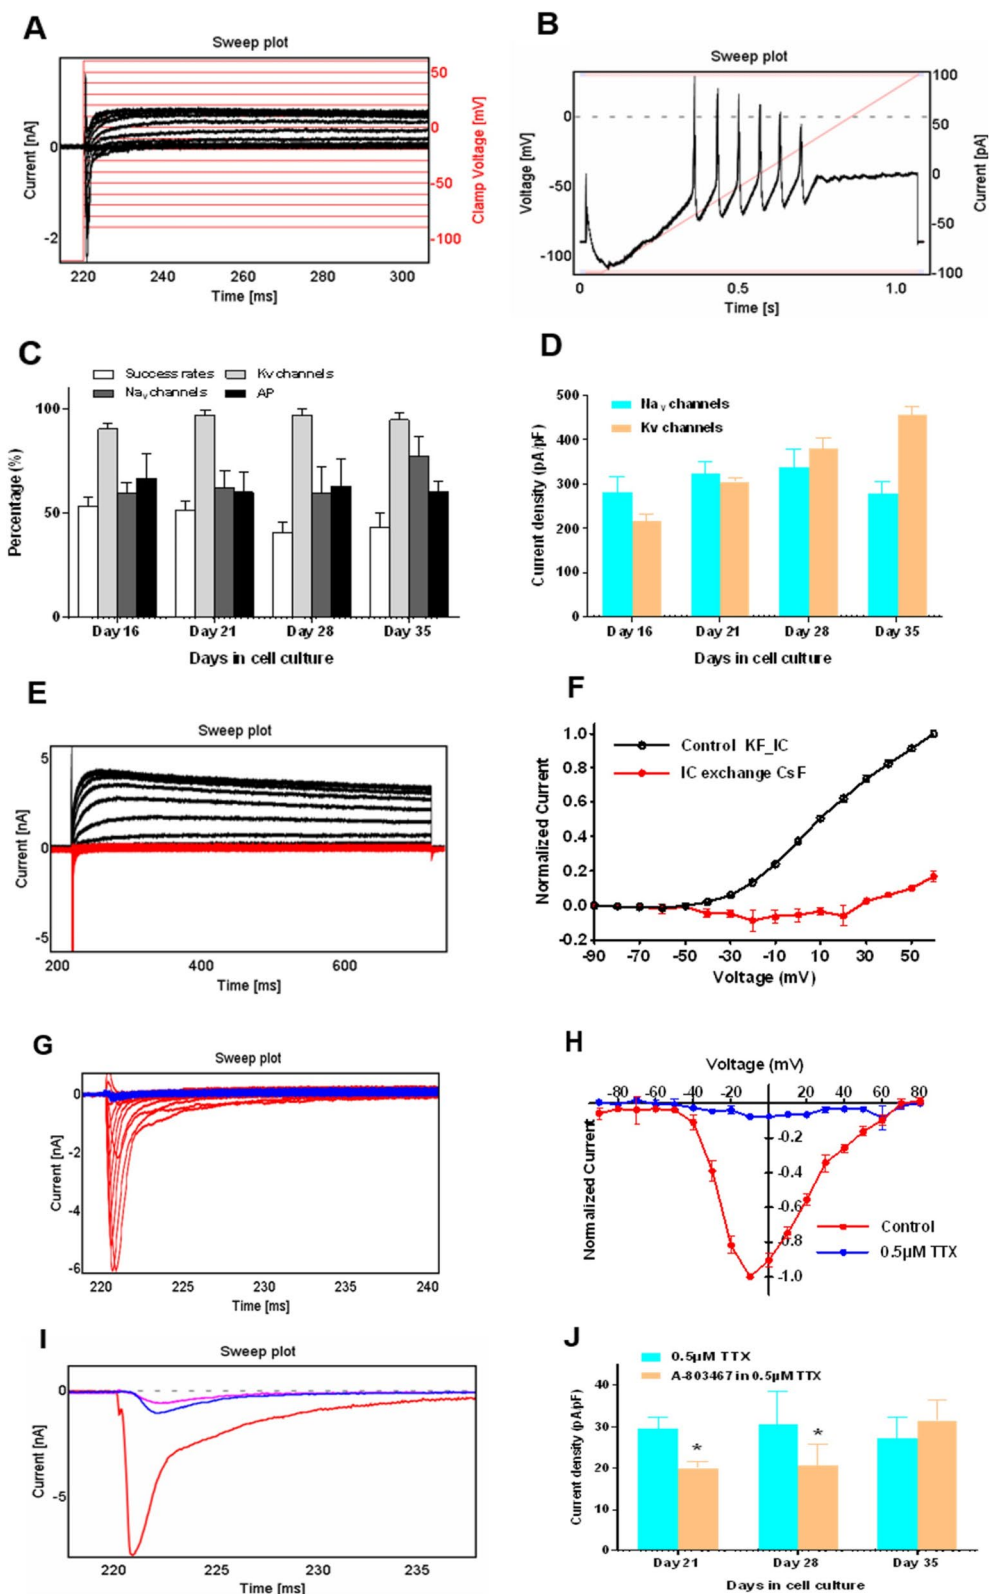 A
Sweep plot
Current [nA]
0
-2
50
0
-50
-100
Clamp Voltage [mV]
220 240 260 280 300
Time [ms]
B
Sweep plot
Voltage [mV]
0
-50
-100
100
50
0
-50
-100
Current [pA]
0 0.5 1.0
Time [s]
C
Success rates
Kv channels
Nav channels
AP
Percentage (%)
100
50
0
Day 16 Day 21 Day 28 Day 35
Days in cell culture
D
Nav channels
Kv channels
Current density (pA/pF)
500
400
300
200
100
0
Day 16 Day 21 Day 28 Day 35
Days in cell culture
E
Sweep plot
Current [nA]
5
0
-5
200 400 600
Time [ms]
F
Control KF_IC
IC exchange CsF
Normalized Current
1.0
0.8
0.6
0.4
0.2
0.0
-0.2
-90 -70 -50 -30 -10 10 30 50
Voltage (mV)
G
Sweep plot
Current [nA]
0
-2
-4
-6
220 225 230 235 240
Time [ms]
H
Voltage (mV)
-80 -60 -40 -20 20 40 60 80
Normalized Current
-0.2
-0.4
-0.6
-0.8
-1.0
Control
0.5µM TTX
I
Sweep plot
Current [nA]
0
-5
220 225 230 235
Time [ms]
J
0.5µM TTX
A-803467 in 0.5µM TTX
Current density (pApF)
40
30
20
10
0
* *
Day 21 Day 28 Day 35
Days in cell culture